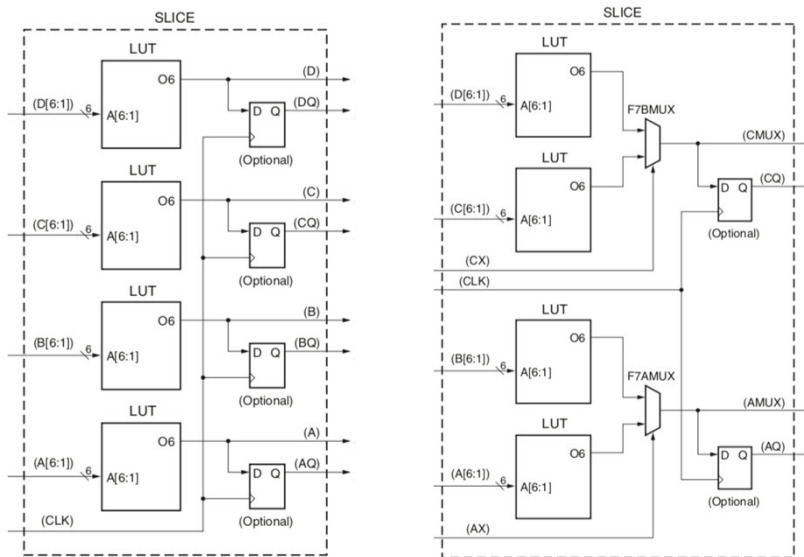 SLICE
LUT
O6
(D)
(D[6:1])
6
A[6:1]
D Q
(DQ)
(Optional)
LUT
O6
(C)
(C[6:1])
6
A[6:1]
D Q
(CQ)
(Optional)
LUT
O6
(B)
(B[6:1])
6
A[6:1]
D Q
(BQ)
(Optional)
LUT
O6
(A)
(A[6:1])
6
A[6:1]
D Q
(AQ)
(Optional)
(CLK)
SLICE
LUT
O6
(D[6:1])
6
A[6:1]
F7BMUX
(CMUX)
LUT
O6
(C[6:1])
6
A[6:1]
D Q
(CQ)
(Optional)
(CX)
(CLK)
LUT
O6
(B[6:1])
6
A[6:1]
F7AMUX
(AMUX)
LUT
O6
(A[6:1])
6
A[6:1]
D Q
(AQ)
(Optional)
(AX)